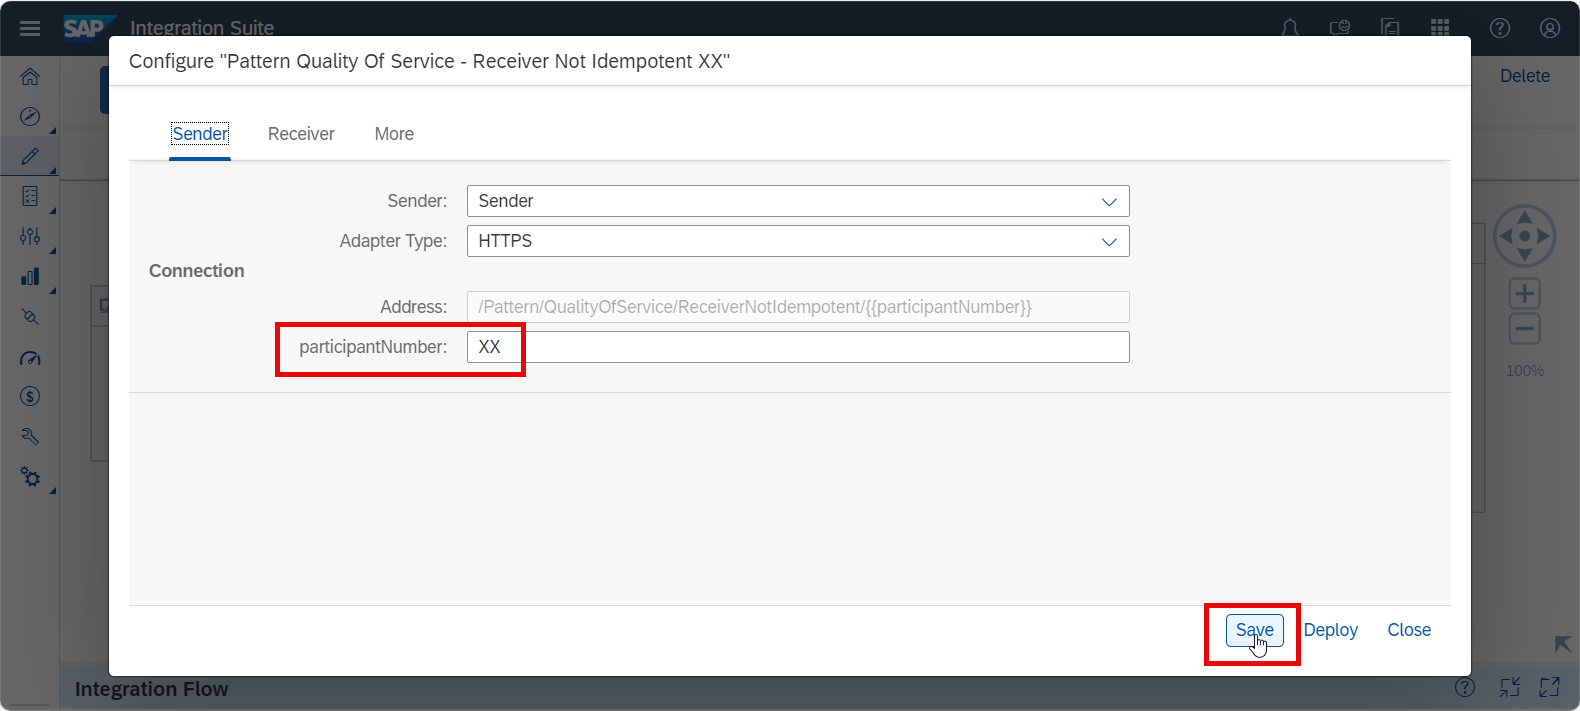 SAP Integration Suite
Configure "Pattern Quality Of Service - Receiver Not Idempotent XX"
Delete
Sender Receiver More
Sender: Sender
Adapter Type: HTTPS
Connection
Address: /Pattern/QualityOfService/ReceiverNotIdempotent/{{participantNumber}}
participantNumber: XX
100%
Save Deploy Close
Integration Flow